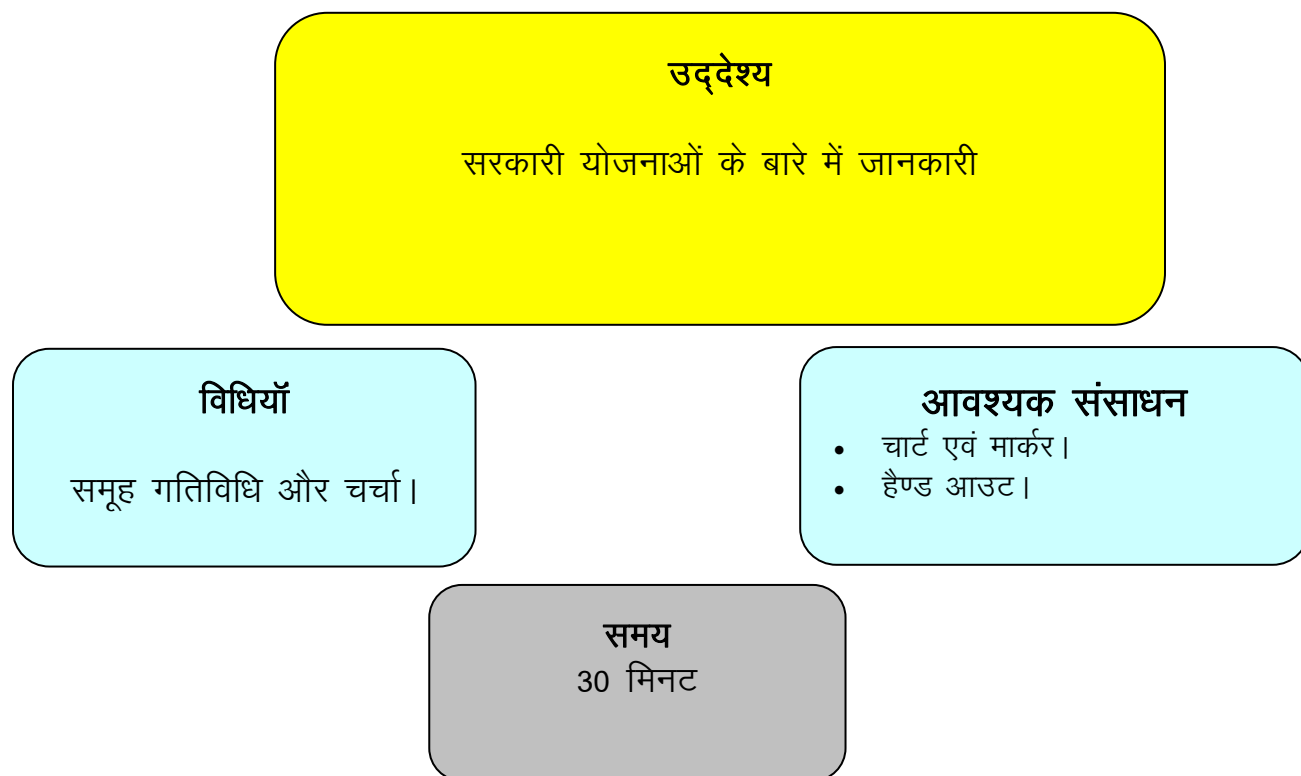 उद्‌देश्य
सरकारी योजनाओं के बारे में जानकारी
विधियॉ
समूह गतिविधि और चर्चा।
आवश्यक संसाधन
• चार्ट एवं मार्कर।
• हैण्ड आउट।
समय
30 मिनट